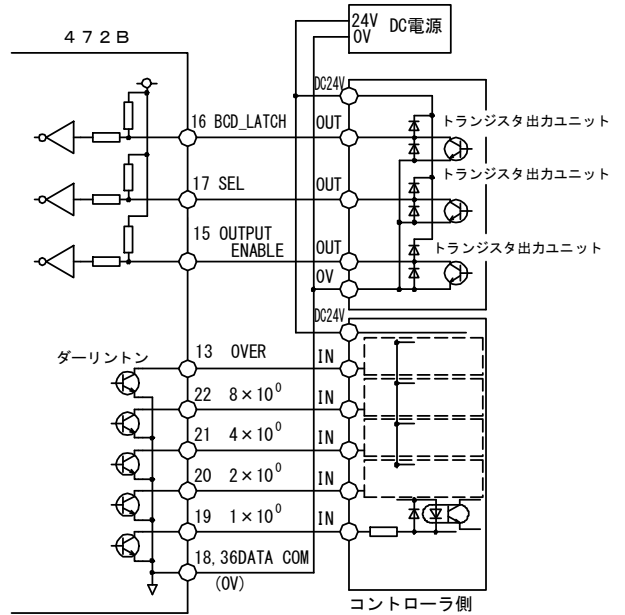 24V DC電源
0V
472B
DC24V
16 BCD_LATCH OUT トランジスタ出力ユニット
トランジスタ出力ユニット
17 SEL OUT
15 OUTPUT ENABLE OUT トランジスタ出力ユニット
0V
DC24V
ダーリントン
13 OVER IN
22 8×10⁰ IN
21 4×10⁰ IN
20 2×10⁰ IN
19 1×10⁰ IN
18,36DATA COM
(0V)
コントローラ側